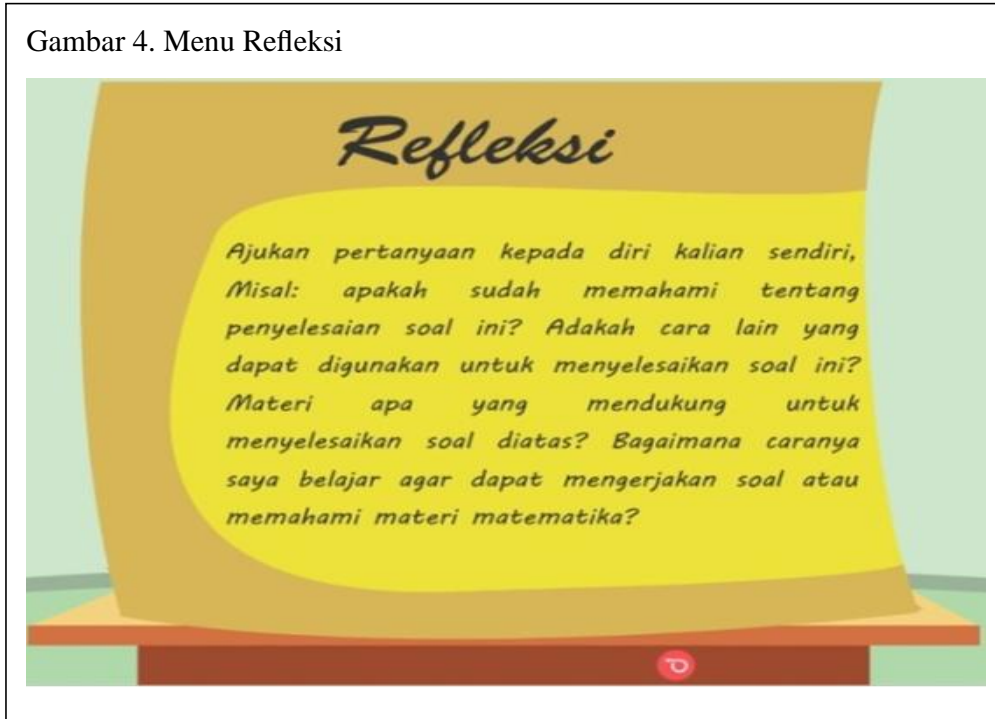 Gambar 4. Menu Refleksi
Refleksi
Ajukan pertanyaan kepada diri kalian sendiri,
Misal: apakah sudah memahami tentang
penyelesaian soal ini? Adakah cara lain yang
dapat digunakan untuk menyelesaikan soal ini?
Materi apa yang mendukung untuk
menyelesaikan soal diatas? Bagaimana caranya
saya belajar agar dapat mengerjakan soal atau
memahami materi matematika?